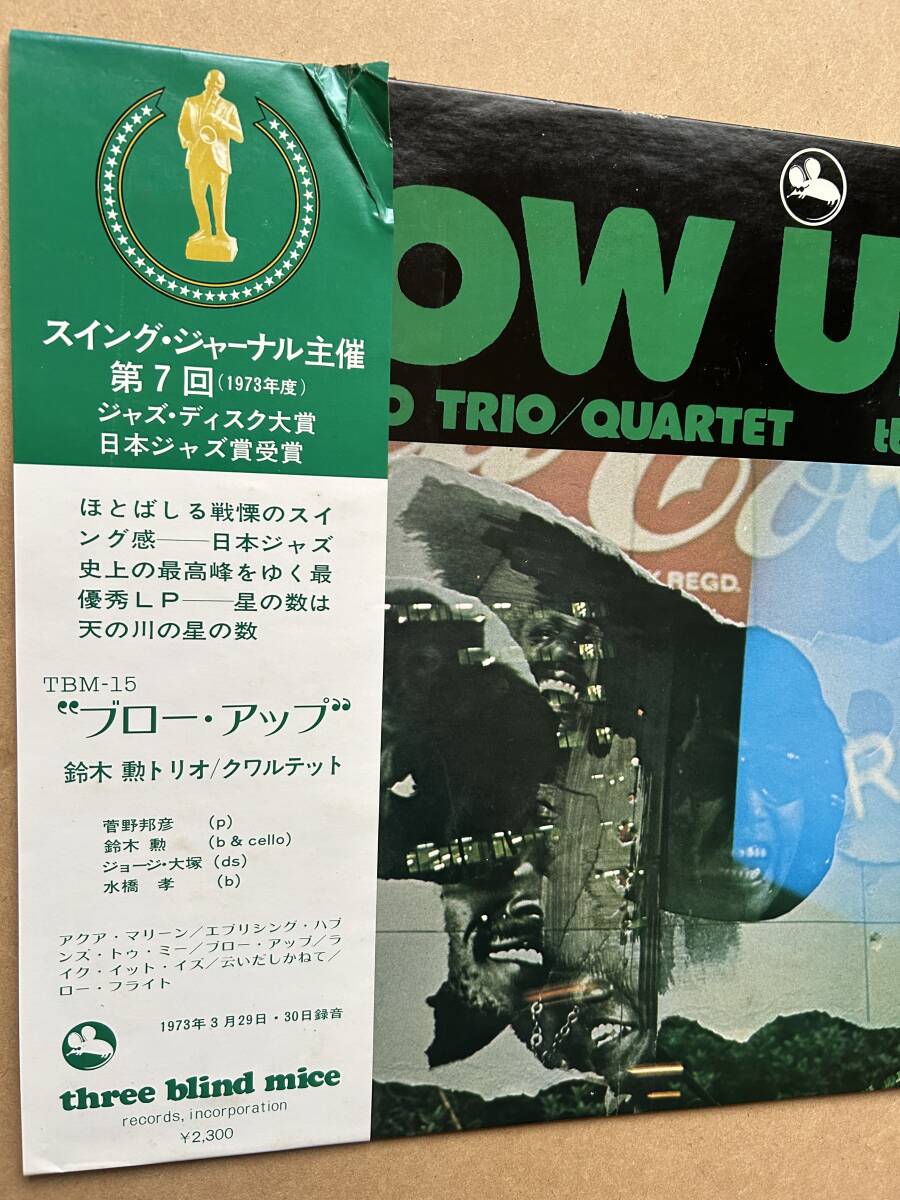 スイング・ジャーナル主催
第7回(1973年度)
ジャズ・ディスク大賞
日本ジャズ賞受賞
ほとばしる戦慄のスイ
ング感──日本ジャズ
史上の最高峰をゆく最
優秀LP──星の数は
天の川の星の数
TBM-15
“ブロー・アップ”
鈴木 勲トリオ/クワルテット
菅野邦彦 (p)
鈴木 勲 (b & cello)
ジョージ・大塚 (ds)
水橋 孝 (b)
アクア・マリーン/エブリシング・ハプ
ンズ・トゥ・ミー/ブロー・アップ/ラ
イク・イット・イズ/云いだしかねて/
ロー・フライト
1973年3月29日・30日録音
three blind mice
records, incorporation
¥2,300
OW U
O TRIO/QUARTET
REGD.
R